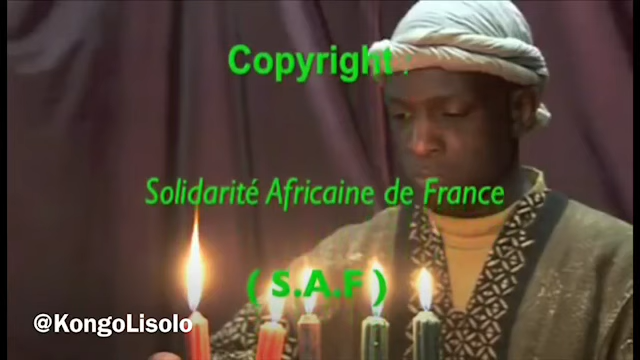 Copyright :
Solidarité Africaine de France
( S.A.F )
@KongoLisolo